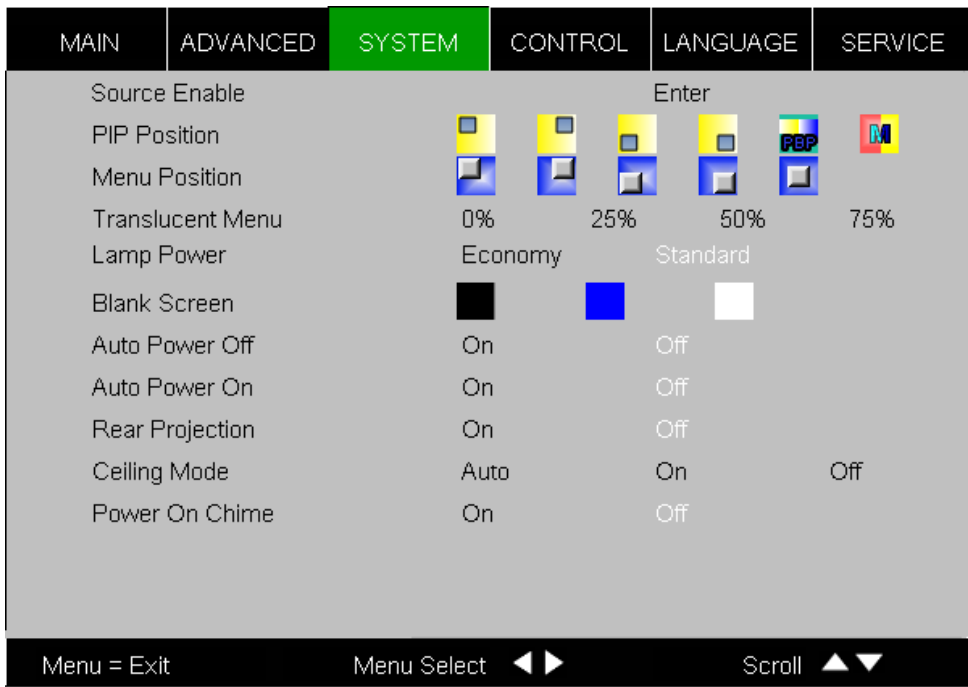 MAIN ADVANCED SYSTEM CONTROL LANGUAGE SERVICE
Source Enable Enter
PIP Position PBP M
Menu Position
Translucent Menu 0% 25% 50% 75%
Lamp Power Economy Standard
Blank Screen
Auto Power Off On Off
Auto Power On On Off
Rear Projection On Off
Ceiling Mode Auto On Off
Power On Chime On Off
Menu = Exit Menu Select Scroll